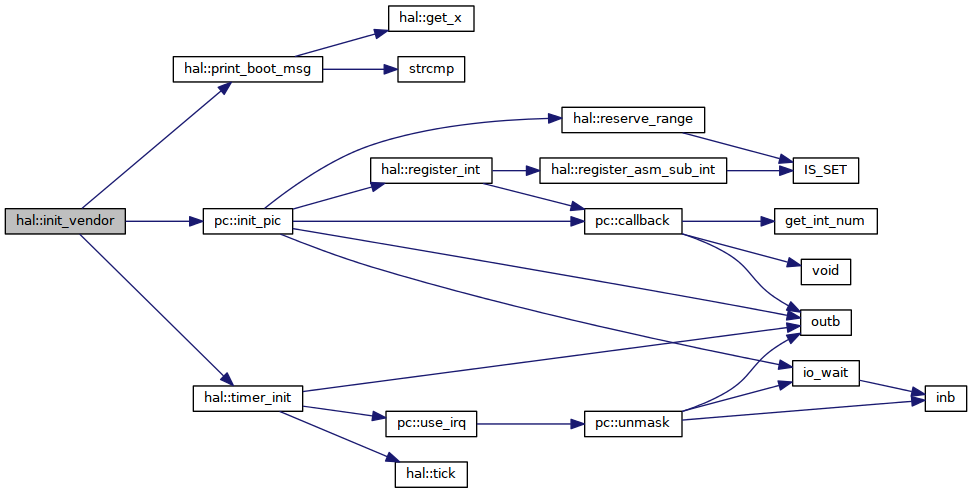 hal::get_x
hal::print_boot_msg
strcmp
hal::reserve_range
hal::register_int
hal::register_asm_sub_int
IS_SET
hal::init_vendor
pc::init_pic
pc::callback
get_int_num
void
outb
io_wait
hal::timer_init
inb
pc::use_irq
pc::unmask
hal::tick